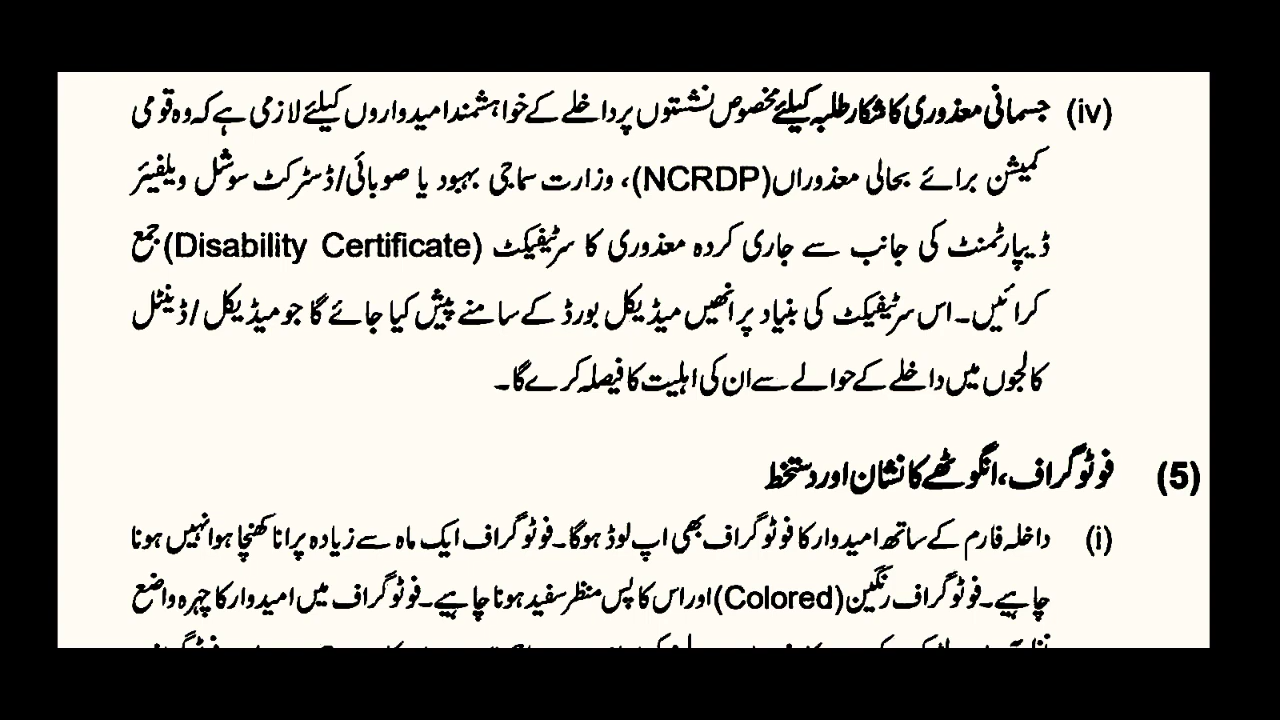 (iv) جسمانی معذوری کا شکار طلبہ کیلئے مخصوص نشستوں پر داخلے کے خواہشمند امیدواروں کیلئے لازمی ہے کہ وہ قومی
کمیشن برائے بحالی معذوراں (NCRDP)، وزارت سماجی بہبود یا صوبائی/ڈسٹرکٹ سوشل ویلفیئر
ڈیپارٹمنٹ کی جانب سے جاری کردہ معذوری کا سرٹیفیکٹ (Disability Certificate) جمع
کرائیں۔ اس سرٹیفیکٹ کی بنیاد پر انھیں میڈیکل بورڈ کے سامنے پیش کیا جائے گا جو میڈیکل/ڈینٹل
کالجوں میں داخلے کے حوالے سے ان کی اہلیت کا فیصلہ کرے گا۔
(5) فوٹوگراف، انگوٹھے کا نشان اور دستخط
(i) داخلہ فارم کے ساتھ امیدوار کا فوٹوگراف بھی اپ لوڈ ہوگا۔ فوٹوگراف ایک ماہ سے زیادہ پرانا کھنچا ہوا نہیں ہونا
چاہیے۔ فوٹوگراف رنگین (Colored) اور اس کا پس منظر سفید ہونا چاہیے۔ فوٹوگراف میں امیدوار کا چہرہ واضع